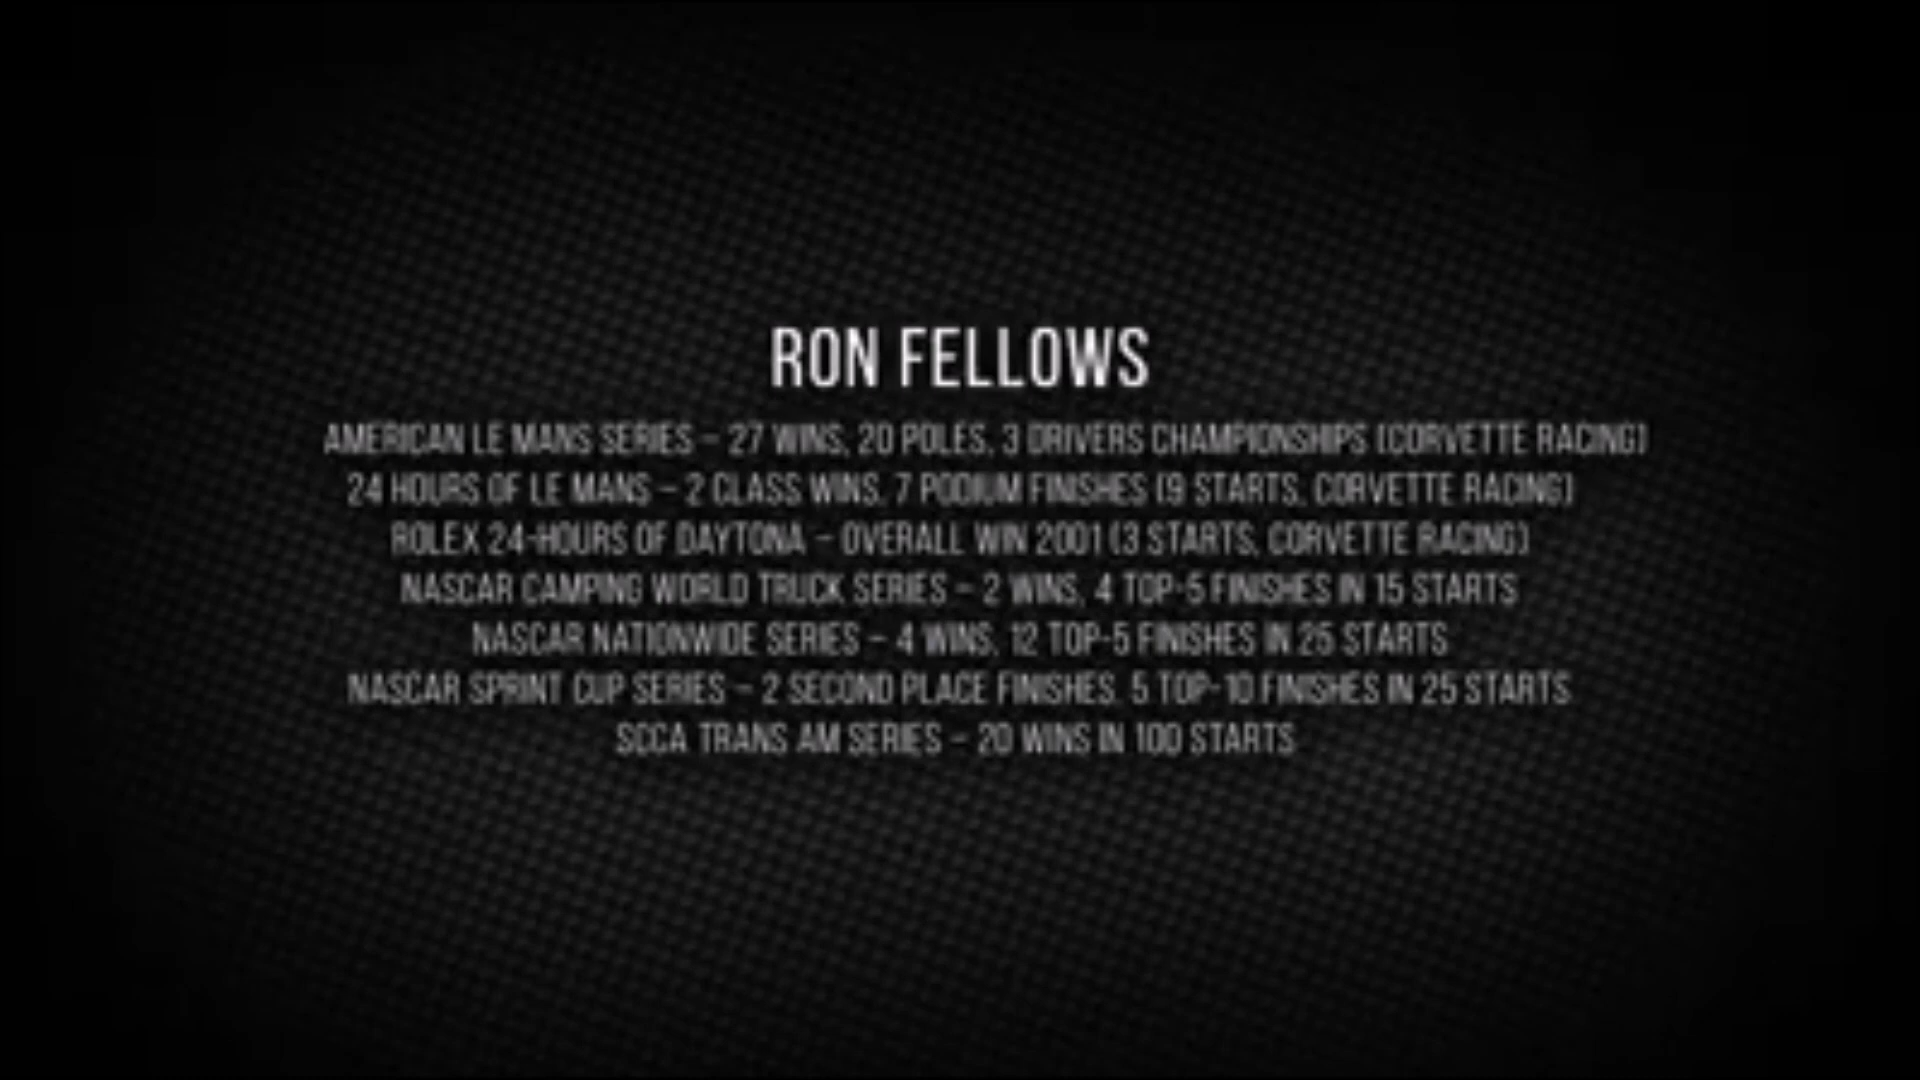 RON FELLOWS
AMERICAN LE MANS SERIES – 27 WINS, 20 POLES, 3 DRIVERS CHAMPIONSHIPS (CORVETTE RACING)
24 HOURS OF LE MANS – 2 CLASS WINS, 7 PODIUM FINISHES (9 STARTS, CORVETTE RACING)
ROLEX 24-HOURS OF DAYTONA – OVERALL WIN 2001 (3 STARTS, CORVETTE RACING)
NASCAR CAMPING WORLD TRUCK SERIES – 2 WINS, 4 TOP-5 FINISHES IN 15 STARTS
NASCAR NATIONWIDE SERIES – 4 WINS, 12 TOP-5 FINISHES IN 25 STARTS
NASCAR SPRINT CUP SERIES – 2 SECOND PLACE FINISHES, 5 TOP-10 FINISHES IN 25 STARTS
SCCA TRANS AM SERIES – 20 WINS IN 100 STARTS